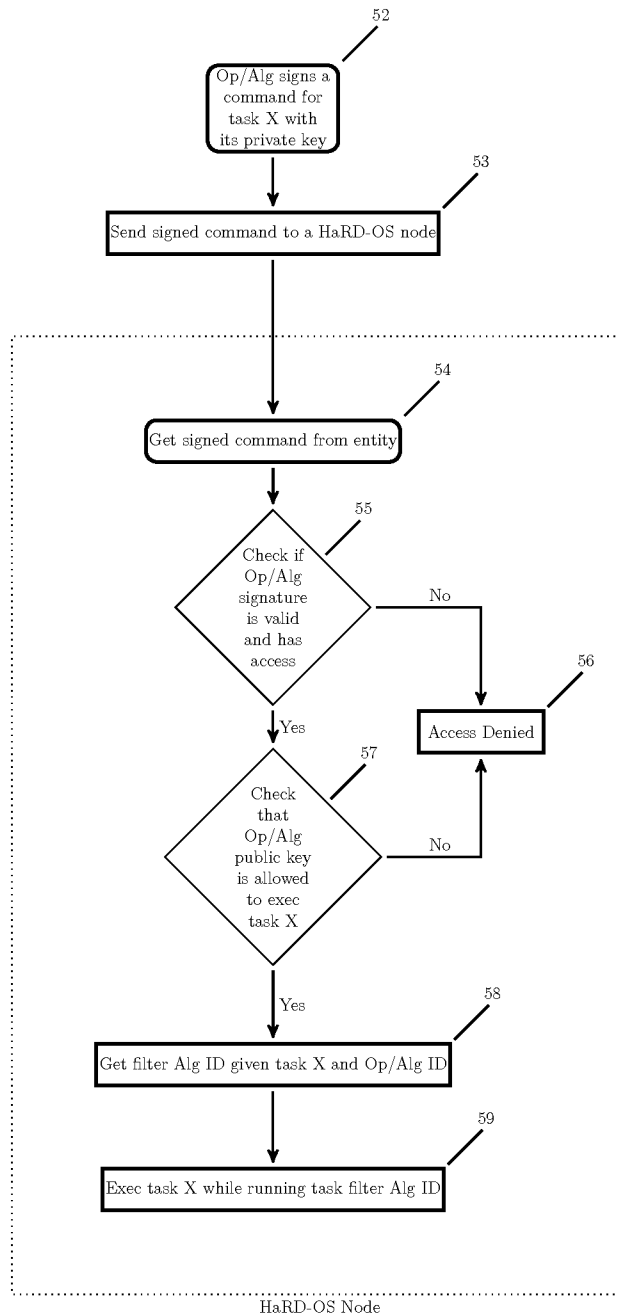 52
Op/Alg signs a
command for
task X with
its private key
53
Send signed command to a HaRD-OS node
54
Get signed command from entity
55
Check if
Op/Alg
signature
is valid
and has
access
No
56
Access Denied
Yes
57
Check
that
Op/Alg
public key
is allowed
to exec
task X
No
Yes
58
Get filter Alg ID given task X and Op/Alg ID
59
Exec task X while running task filter Alg ID
HaRD-OS Node